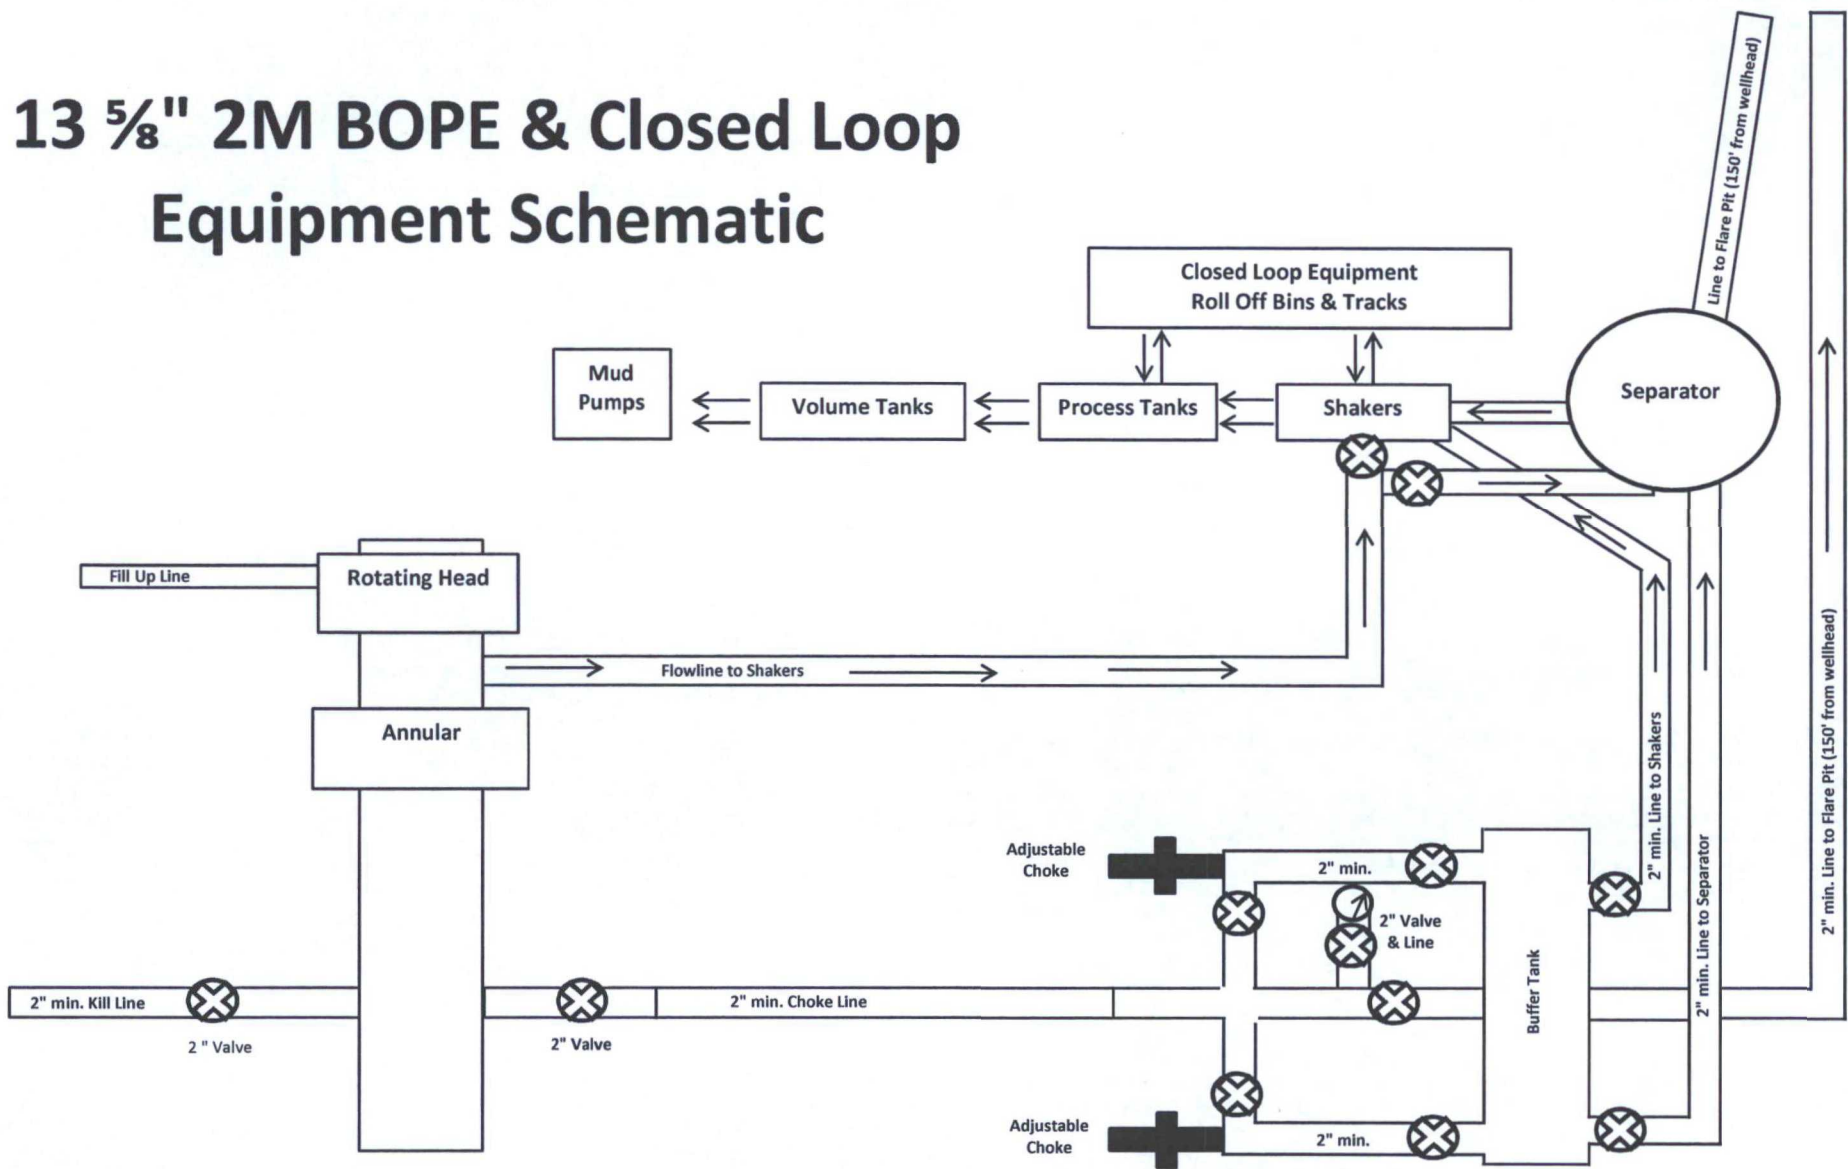 13 ⅝" 2M BOPE & Closed Loop
Equipment Schematic
Line to Flare Pit (150' from wellhead)
Closed Loop Equipment
Roll Off Bins & Tracks
Mud
Pumps
Volume Tanks
Process Tanks
Shakers
Separator
Fill Up Line
Rotating Head
Flowline to Shakers
Annular
2" min. Line to Shakers
2" min. Line to Separator
2" min. Line to Flare Pit (150' from wellhead)
Adjustable
Choke
2" min.
2" Valve
& Line
Buffer Tank
2" min. Kill Line
2 " Valve
2" min. Choke Line
2" Valve
Adjustable
Choke
2" min.